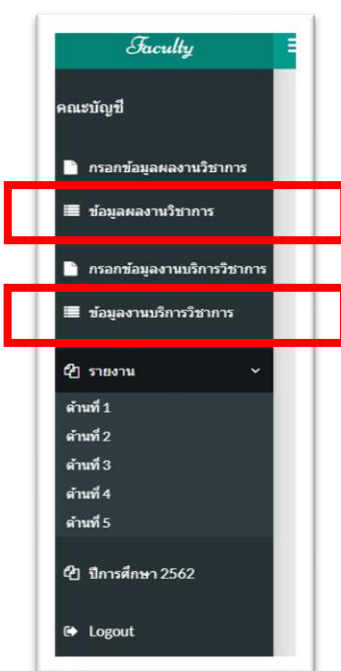 Faculty
คณะบัญชี
กรอกข้อมูลผลงานวิชาการ
ข้อมูลผลงานวิชาการ
กรอกข้อมูลงานบริการวิชาการ
ข้อมูลงานบริการวิชาการ
รายงาน
ด้านที่ 1
ด้านที่ 2
ด้านที่ 3
ด้านที่ 4
ด้านที่ 5
ปีการศึกษา 2562
Logout